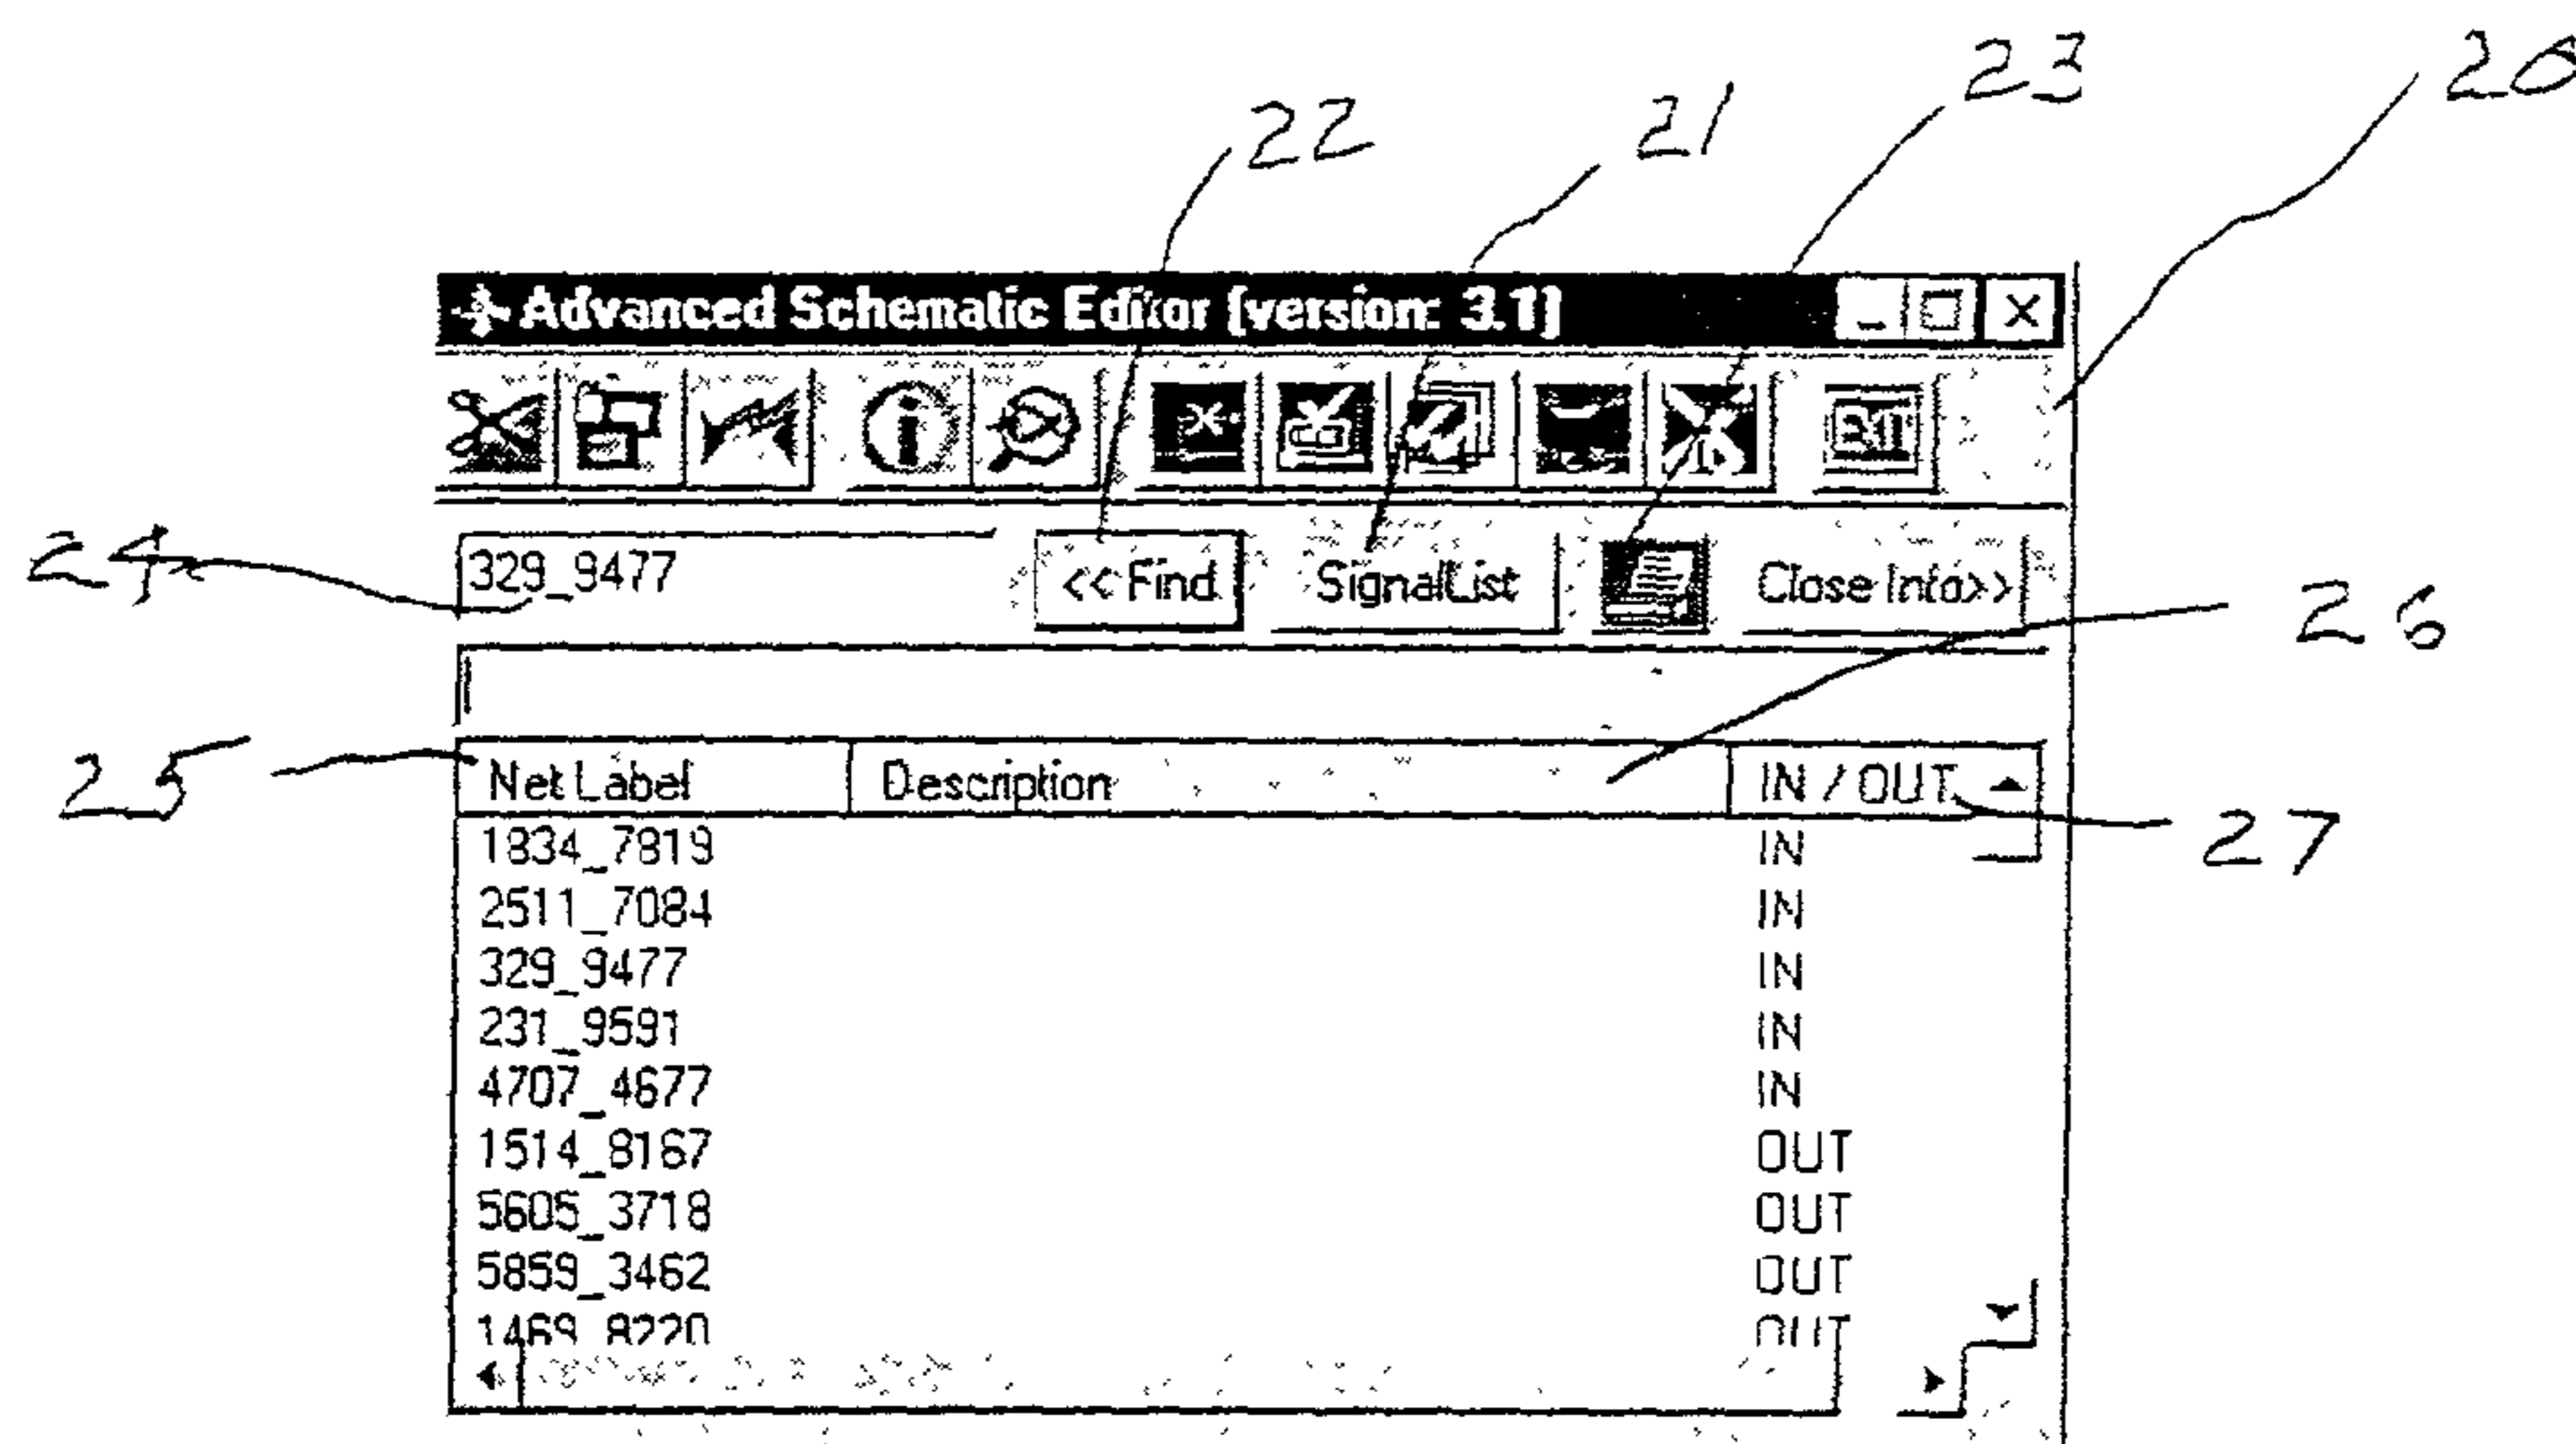 22 21 23 20
Advanced Schematic Editor (version: 3.1)
24
329_9477 <<Find SignalList Close Info>>
26
25
Net Label Description IN / OUT
27
1834_7819 IN
2511_7084 IN
329_9477 IN
231_9591 IN
4707_4677 IN
1514_8167 OUT
5605_3718 OUT
5859_3462 OUT
1469_8220 OUT